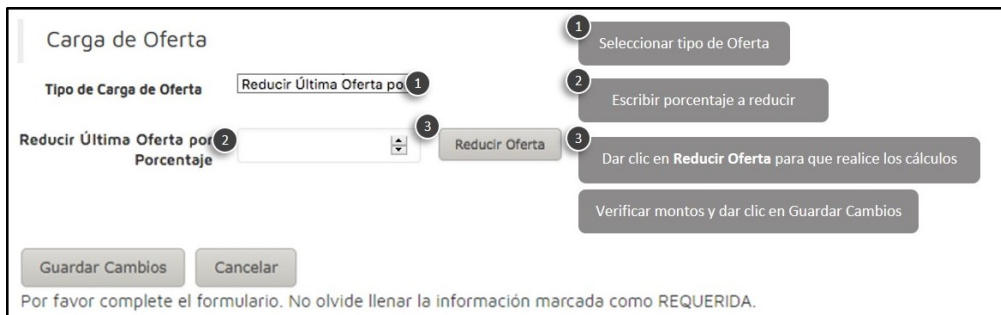 Carga de Oferta
1
Seleccionar tipo de Oferta
Tipo de Carga de Oferta
Reducir Última Oferta po
1
2
Escribir porcentaje a reducir
Reducir Última Oferta por
Porcentaje
2
3
Reducir Oferta
3
Dar clic en Reducir Oferta para que realice los cálculos
Verificar montos y dar clic en Guardar Cambios
Guardar Cambios
Cancelar
Por favor complete el formulario. No olvide llenar la información marcada como REQUERIDA.